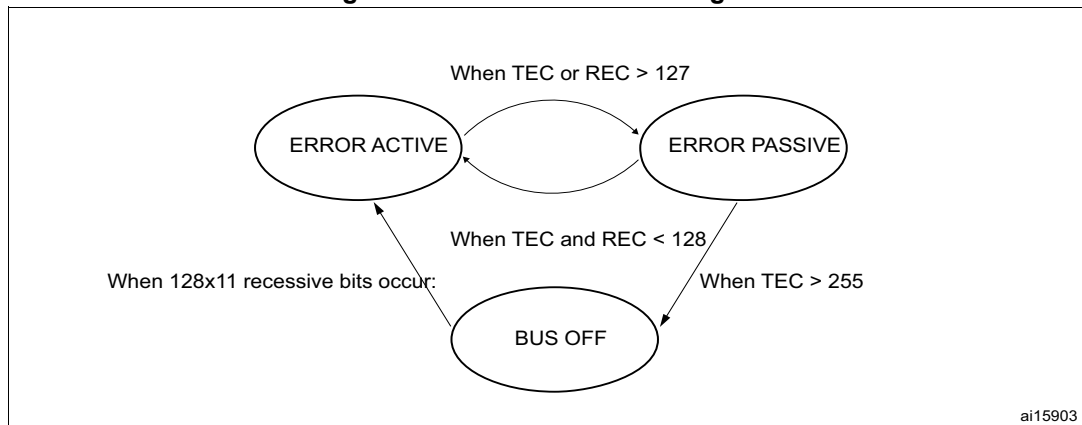 When TEC or REC > 127
ERROR ACTIVE
ERROR PASSIVE
When TEC and REC < 128
When 128x11 recessive bits occur:
When TEC > 255
BUS OFF
ai15903